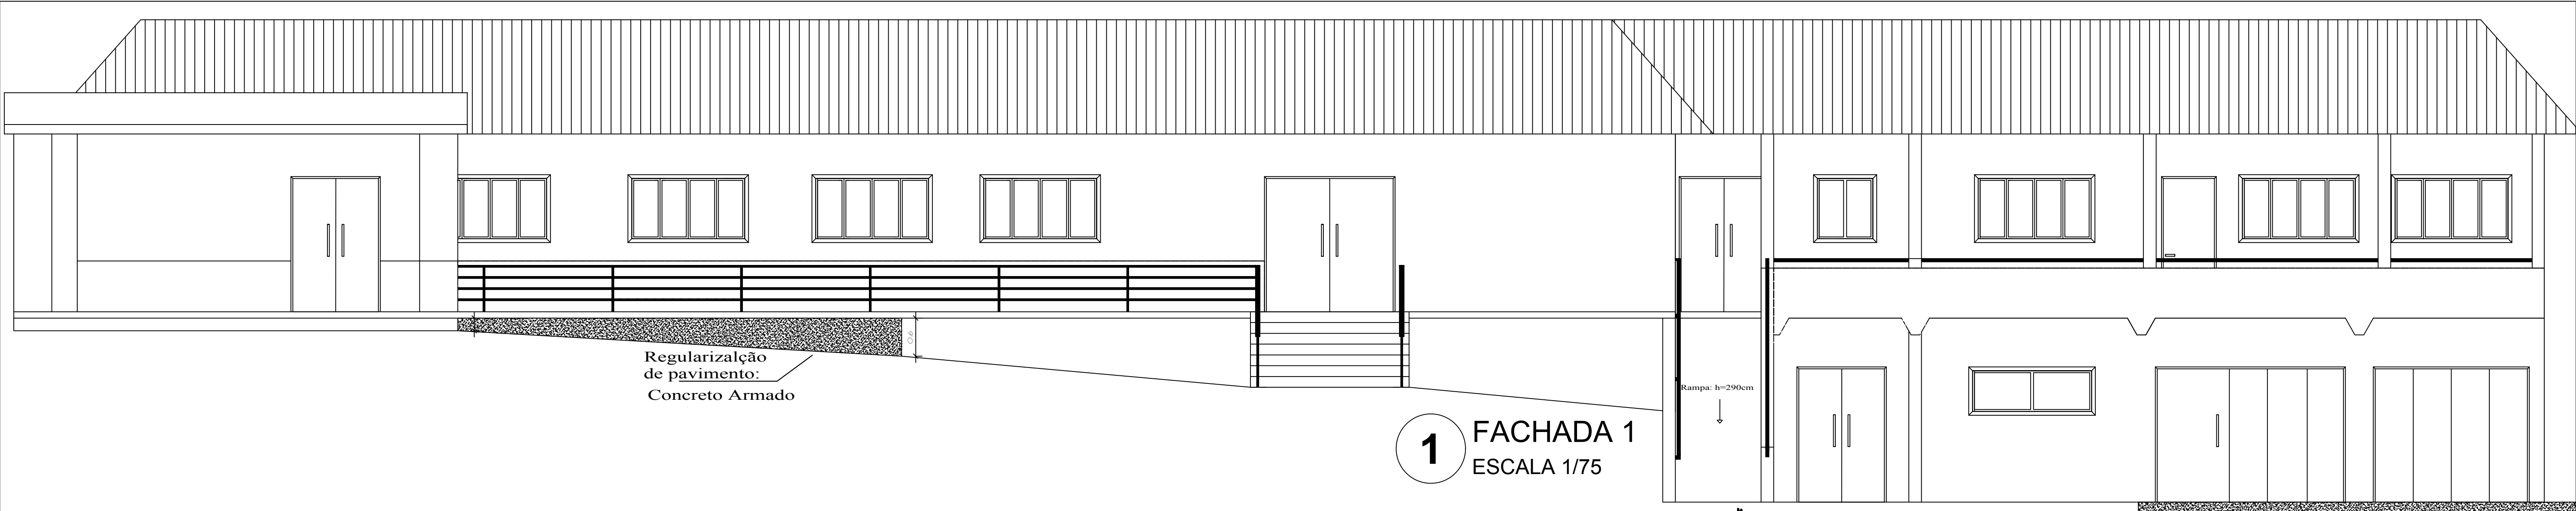 Regularizalção
de pavimento:
Concreto Armado
Rampa: h=290cm
1
FACHADA 1
ESCALA 1/75